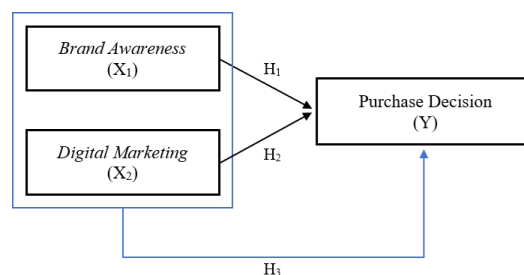 Brand Awareness
(X₁)
H₁
Purchase Decision
(Y)
Digital Marketing
(X₂)
H₂
H₃